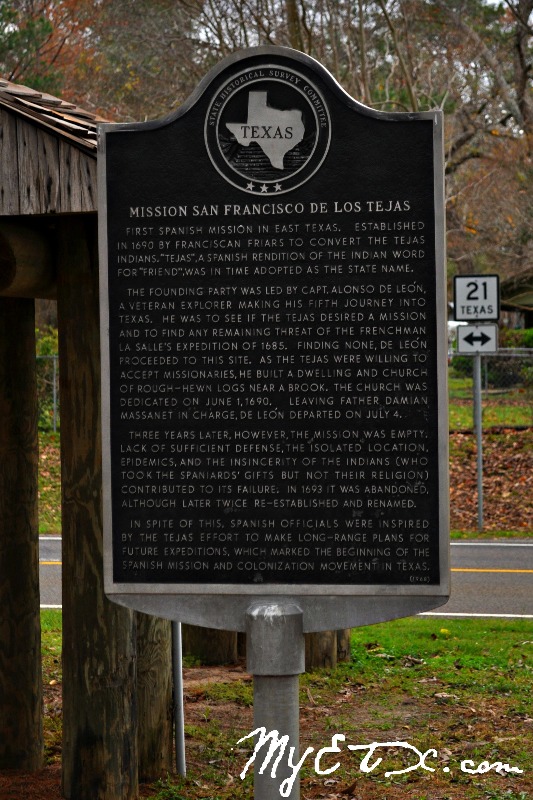 STATE HISTORICAL SURVEY COMMITTEE
TEXAS
MISSION SAN FRANCISCO DE LOS TEJAS
FIRST SPANISH MISSION IN EAST TEXAS. ESTABLISHED
IN 1690 BY FRANCISCAN FRIARS TO CONVERT THE TEJAS
INDIANS. "TEJAS", A SPANISH RENDITION OF THE INDIAN WORD
FOR "FRIEND", WAS IN TIME ADOPTED AS THE STATE NAME.
THE FOUNDING PARTY WAS LED BY CAPT. ALONSO DE LEÓN,
A VETERAN EXPLORER MAKING HIS FIFTH JOURNEY INTO
TEXAS. HE WAS TO SEE IF THE TEJAS DESIRED A MISSION
AND TO FIND ANY REMAINING THREAT OF THE FRENCHMAN
LA SALLE'S EXPEDITION OF 1685. FINDING NONE, DE LEÓN
PROCEEDED TO THIS SITE. AS THE TEJAS WERE WILLING TO
ACCEPT MISSIONARIES, HE BUILT A DWELLING AND CHURCH
OF ROUGH-HEWN LOGS NEAR A BROOK. THE CHURCH WAS
DEDICATED ON JUNE 1, 1690. LEAVING FATHER DAMIAN
MASSANET IN CHARGE, DE LEÓN DEPARTED ON JULY 4.
THREE YEARS LATER, HOWEVER, THE MISSION WAS EMPTY.
LACK OF SUFFICIENT DEFENSE, THE ISOLATED LOCATION,
EPIDEMICS, AND THE INSINCERITY OF THE INDIANS (WHO
TOOK THE SPANIARDS' GIFTS BUT NOT THEIR RELIGION)
CONTRIBUTED TO ITS FAILURE. IN 1693 IT WAS ABANDONED,
ALTHOUGH LATER TWICE RE-ESTABLISHED AND RENAMED.
IN SPITE OF THIS, SPANISH OFFICIALS WERE INSPIRED
BY THE TEJAS EFFORT TO MAKE LONG-RANGE PLANS FOR
FUTURE EXPEDITIONS, WHICH MARKED THE BEGINNING OF THE
SPANISH MISSION AND COLONIZATION MOVEMENT IN TEXAS.
(1968)
21
TEXAS
MyETx.com